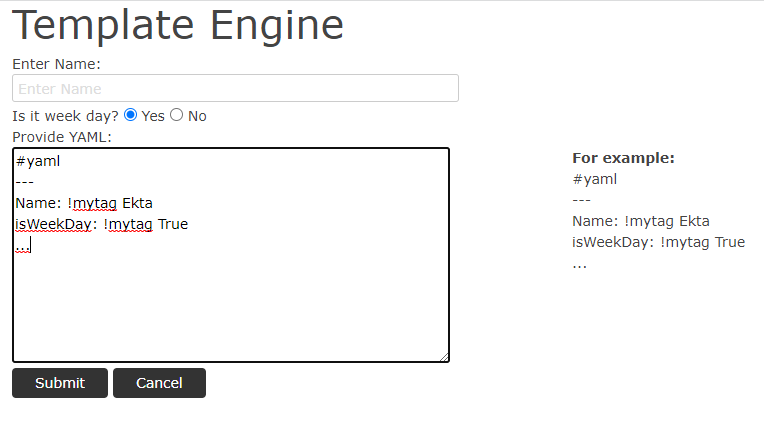 Template Engine
Enter Name:
Enter Name
Is it week day? Yes No
Provide YAML:
#yaml
---
Name: !mytag Ekta
isWeekDay: !mytag True
...
For example:
#yaml
---
Name: !mytag Ekta
isWeekDay: !mytag True
...
Submit Cancel